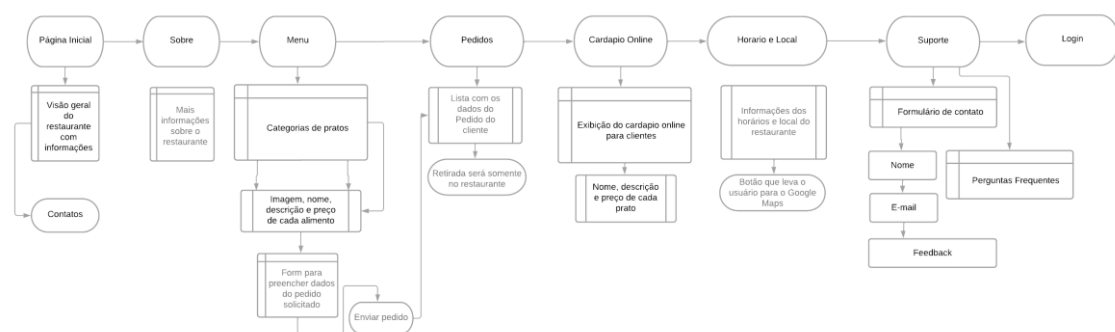 Página Inicial
Sobre
Menu
Pedidos
Cardapio Online
Horario e Local
Suporte
Login
Visão geral
do
restaurante
com
informações
Contatos
Mais
informações
sobre o
restaurante
Categorias de pratos
Imagem, nome,
descrição e preço
de cada alimento
Form para
preencher dados
do pedido
solicitado
Enviar pedido
Lista com os
dados do
Pedido do
cliente
Retirada será somente
no restaurante
Exibição do cardapio online
para clientes
Nome, descrição
e preço de cada
prato
Informações dos
horários e local do
restaurante
Botão que leva o
usuário para o Google
Maps
Formulário de contato
Nome
E-mail
Feedback
Perguntas Frequentes